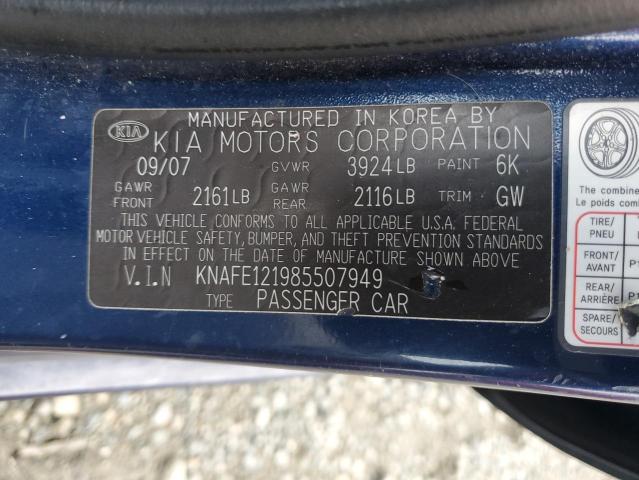 MANUFACTURED IN KOREA BY
KIA KIA MOTORS CORPORATION
09/07 GVWR 3924LB PAINT 6K
GAWR FRONT 2161LB GAWR REAR 2116LB TRIM GW
THIS VEHICLE CONFORMS TO ALL APPLICABLE U.S.A. FEDERAL
MOTOR VEHICLE SAFETY, BUMPER, AND THEFT PREVENTION STANDARDS
IN EFFECT ON THE DATE OF MANUFACTURE SHOWN ABOVE
V.I.N KNAFE121985507949
TYPE PASSENGER CAR
The combine
Le poids comb
TIRE/
PNEU
FRONT/
AVANT
REAR/
ARRIÈRE
SPARE/
SECOURS